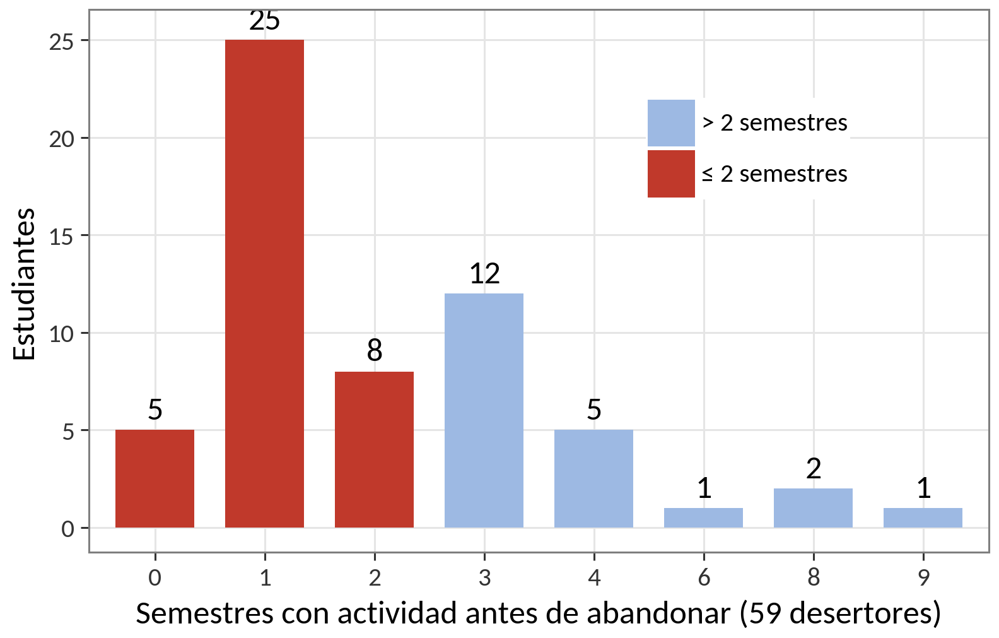 25
25
> 2 semestres
20
≤ 2 semestres
15
12
10
8
5
5
5
2
1
1
0
0 1 2 3 4 6 8 9
Estudiantes
Semestres con actividad antes de abandonar (59 desertores)